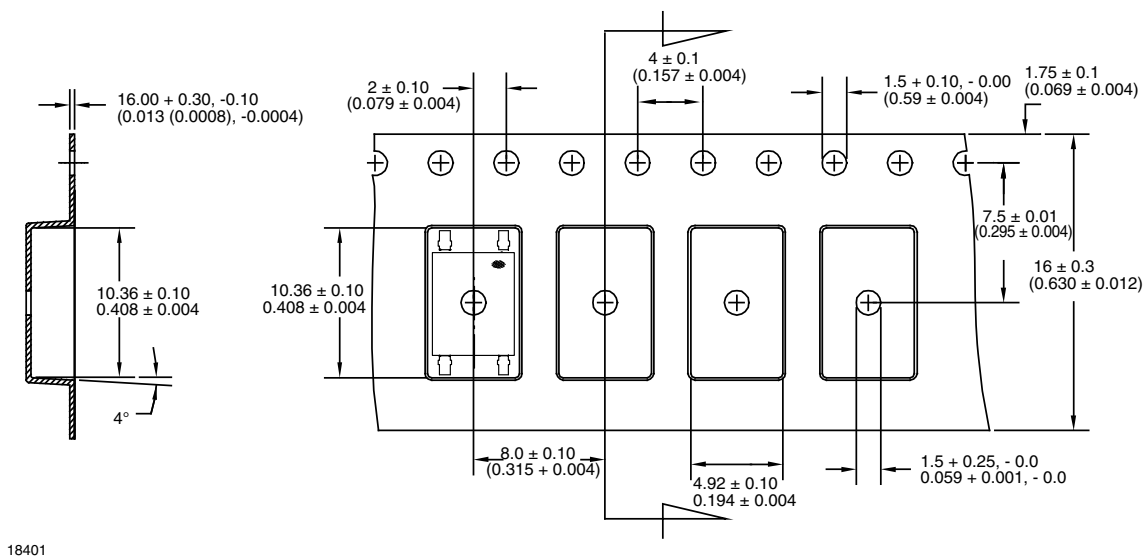 16.00 + 0.30, -0.10
(0.013 (0.0008), -0.0004)
2 ± 0.10
(0.079 ± 0.004)
4 ± 0.1
(0.157 ± 0.004)
1.5 + 0.10, - 0.00
(0.59 ± 0.004)
1.75 ± 0.1
(0.069 ± 0.004)
7.5 ± 0.01
(0.295 ± 0.004)
16 ± 0.3
(0.630 ± 0.012)
10.36 ± 0.10
0.408 ± 0.004
10.36 ± 0.10
0.408 ± 0.004
4°
8.0 ± 0.10
(0.315 + 0.004)
4.92 ± 0.10
0.194 ± 0.004
1.5 + 0.25, - 0.0
0.059 + 0.001, - 0.0
18401